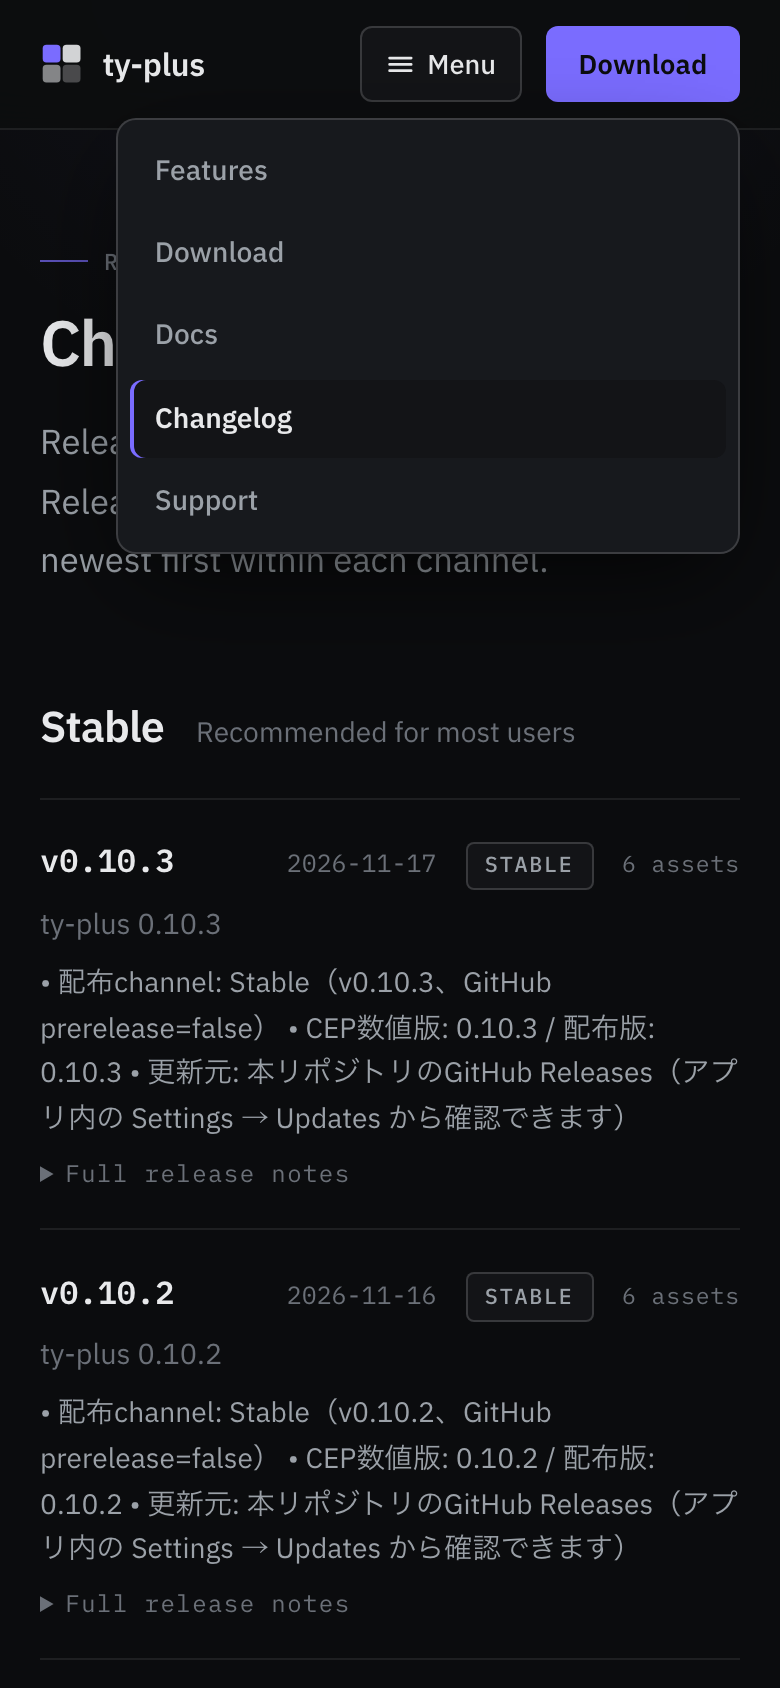 ty-plus
Menu
Download
Features
Download
Docs
Changelog
Support
newest first within each channel.
Stable Recommended for most users
v0.10.3 2026-11-17 STABLE 6 assets
ty-plus 0.10.3
• 配布channel: Stable（v0.10.3、GitHub
prerelease=false） • CEP数値版: 0.10.3 / 配布版:
0.10.3 • 更新元: 本リポジトリのGitHub Releases（アプ
リ内の Settings → Updates から確認できます）
▶ Full release notes
v0.10.2 2026-11-16 STABLE 6 assets
ty-plus 0.10.2
• 配布channel: Stable（v0.10.2、GitHub
prerelease=false） • CEP数値版: 0.10.2 / 配布版:
0.10.2 • 更新元: 本リポジトリのGitHub Releases（アプ
リ内の Settings → Updates から確認できます）
▶ Full release notes